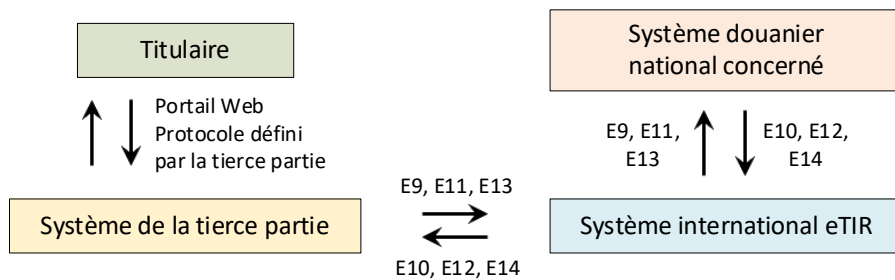 Titulaire
Système douanier
national concerné
Portail Web
Protocole défini
par la tierce partie
E9, E11,
E13
E10, E12,
E14
E9, E11, E13
Système de la tierce partie
Système international eTIR
E10, E12, E14